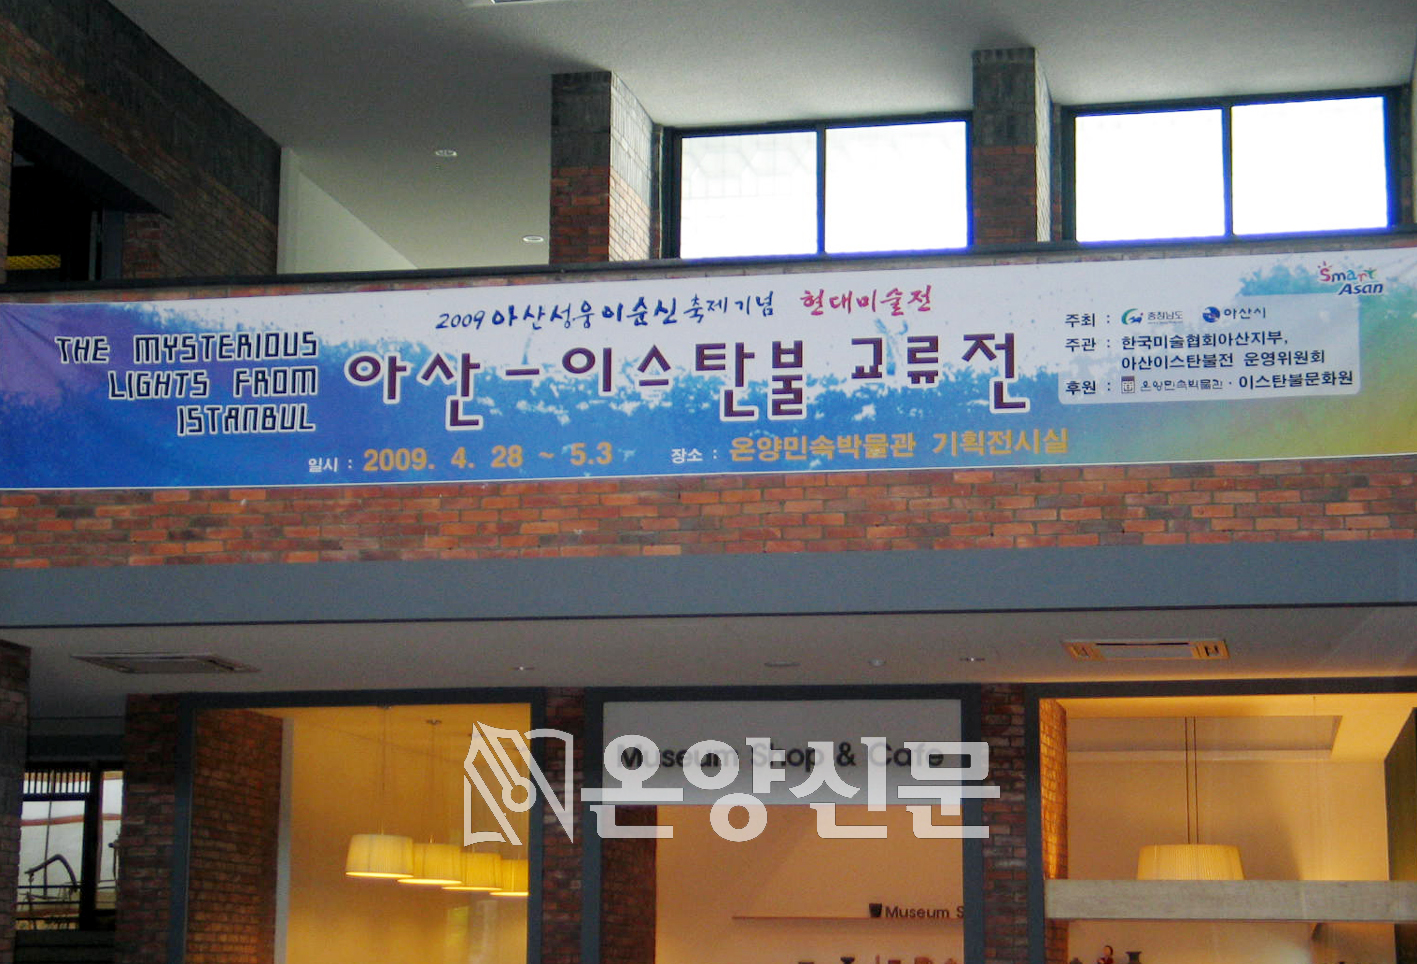 2009 아산성웅이순신축제기념 현대미술전
THE MYSTERIOUS
LIGHTS FROM
ISTANBUL
아산-이스탄불 교류전
일시 : 2009. 4. 28 ~ 5.3 장소 : 온양민속박물관 기획전시실
Smart
Asan
주최 : 충청남도 아산시
주관 : 한국미술협회아산지부,
아산이스탄불전 운영위원회
후원 : 온양민속박물관 · 이스탄불문화원
Museum Shop & Cafe
온양신문
Museum S